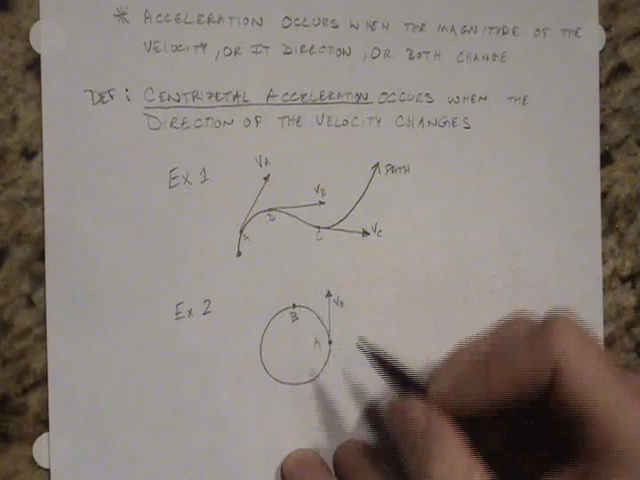 * ACCELERATION OCCURS WHEN THE MAGNITUDE OF THE
VELOCITY, OR IT DIRECTION, OR BOTH CHANGE
DEF: CENTRIPETAL ACCELERATION OCCURS WHEN THE
DIRECTION OF THE VELOCITY CHANGES
Ex 1
VA
VB
PATH
A
B
C
VC
Ex 2
B
VA
A